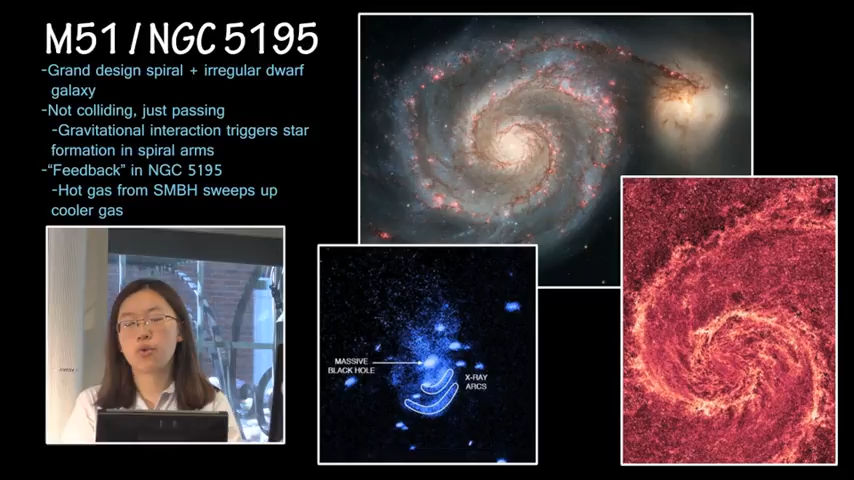 M51/NGC 5195
-Grand design spiral + irregular dwarf
galaxy
-Not colliding, just passing
-Gravitational interaction triggers star
formation in spiral arms
-“Feedback” in NGC 5195
-Hot gas from SMBH sweeps up
cooler gas
MASSIVE
BLACK HOLE
X-RAY
ARCS